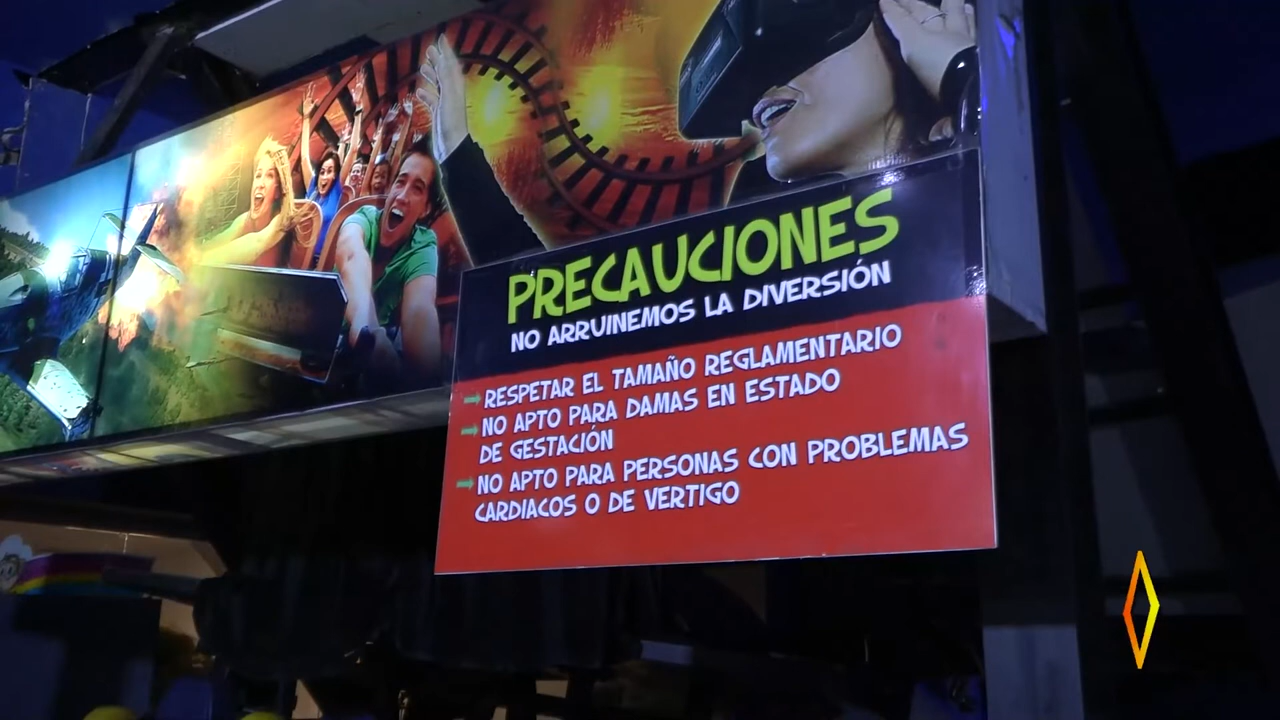 PRECAUCIONES
NO ARRUINEMOS LA DIVERSIÓN
RESPETAR EL TAMAÑO REGLAMENTARIO
NO APTO PARA DAMAS EN ESTADO
DE GESTACIÓN
NO APTO PARA PERSONAS CON PROBLEMAS
CARDIACOS O DE VERTIGO